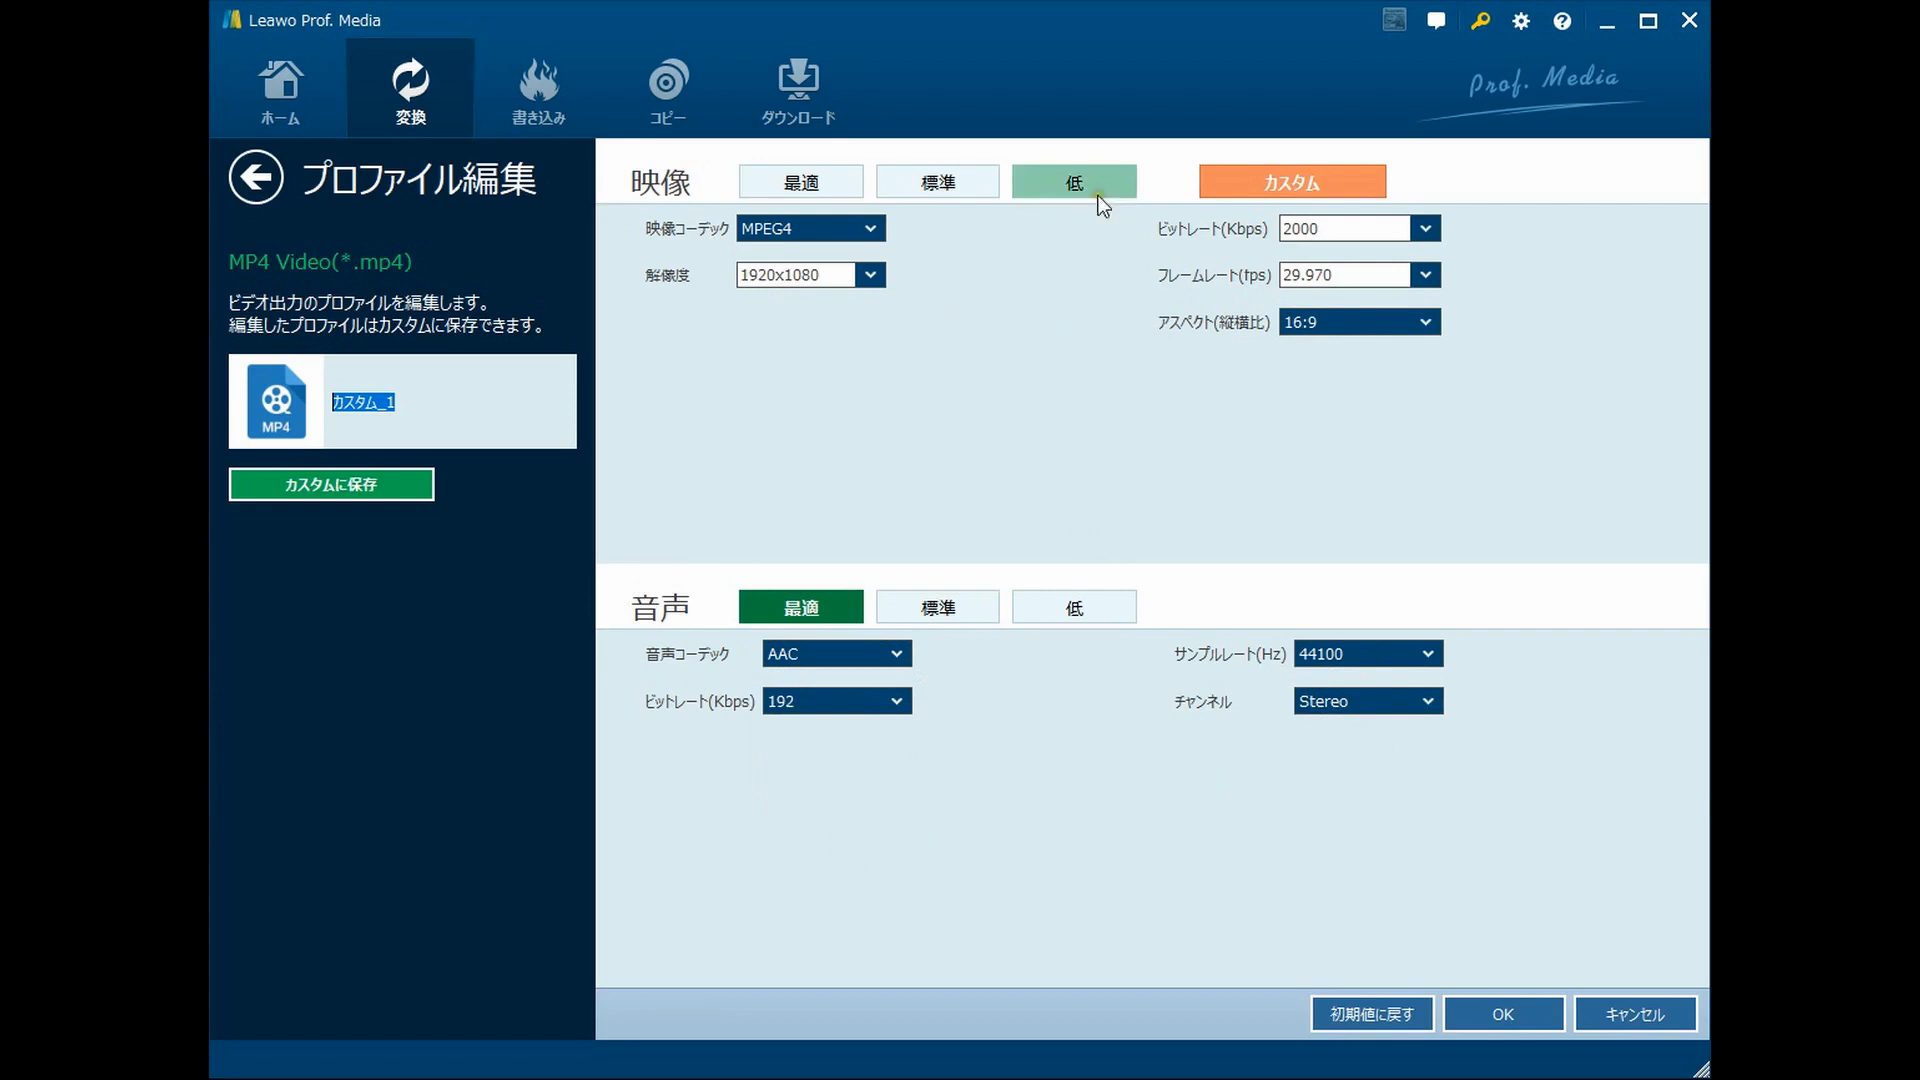 Leawo Prof. Media
Prof. Media
ホーム
変換
書き込み
コピー
ダウンロード
プロファイル編集
MP4 Video(*.mp4)
ビデオ出力のプロファイルを編集します。
編集したプロファイルはカスタムに保存できます。
MP4
カスタム_1
カスタムに保存
映像
最適
標準
低
カスタム
映像コーデック
MPEG4
ビットレート(Kbps)
2000
解像度
1920x1080
フレームレート(fps)
29.970
アスペクト(縦横比)
16:9
音声
最適
標準
低
音声コーデック
AAC
サンプルレート(Hz)
44100
ビットレート(Kbps)
192
チャンネル
Stereo
初期値に戻す
OK
キャンセル